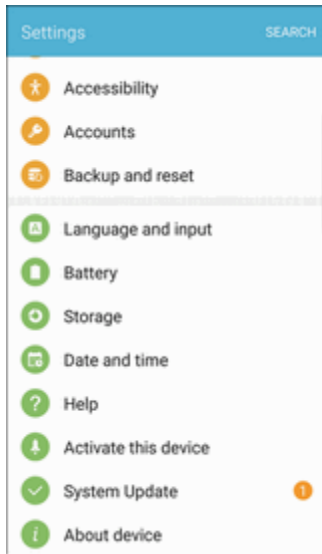 Settings SEARCH
Accessibility
Accounts
Backup and reset
Language and input
Battery
Storage
Date and time
Help
Activate this device
System Update 1
About device